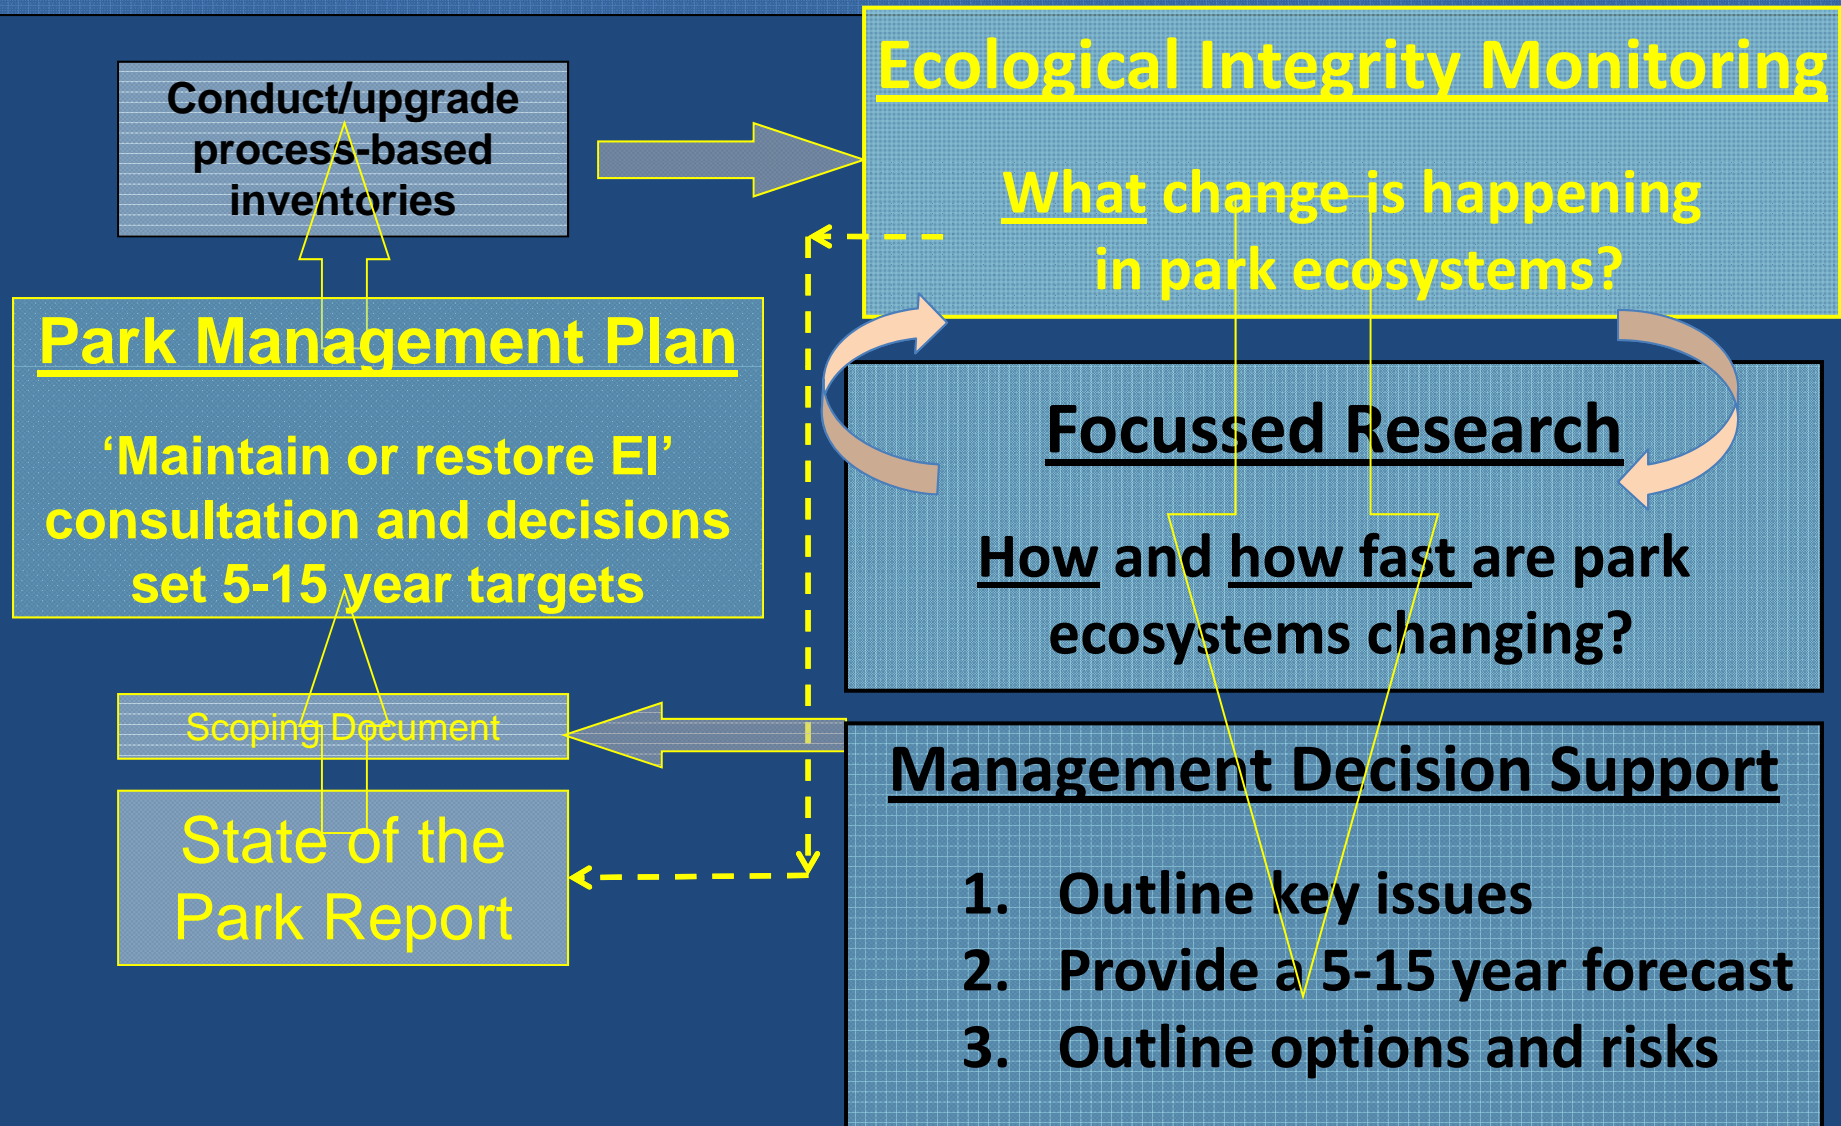 Conduct/upgrade
process-based
inventories
Park Management Plan
‘Maintain or restore EI’
consultation and decisions
set 5-15 year targets
Scoping Document
State of the
Park Report
Ecological Integrity Monitoring
What change is happening
in park ecosystems?
Focussed Research
How and how fast are park
ecosystems changing?
Management Decision Support
1. Outline key issues
2. Provide a 5-15 year forecast
3. Outline options and risks